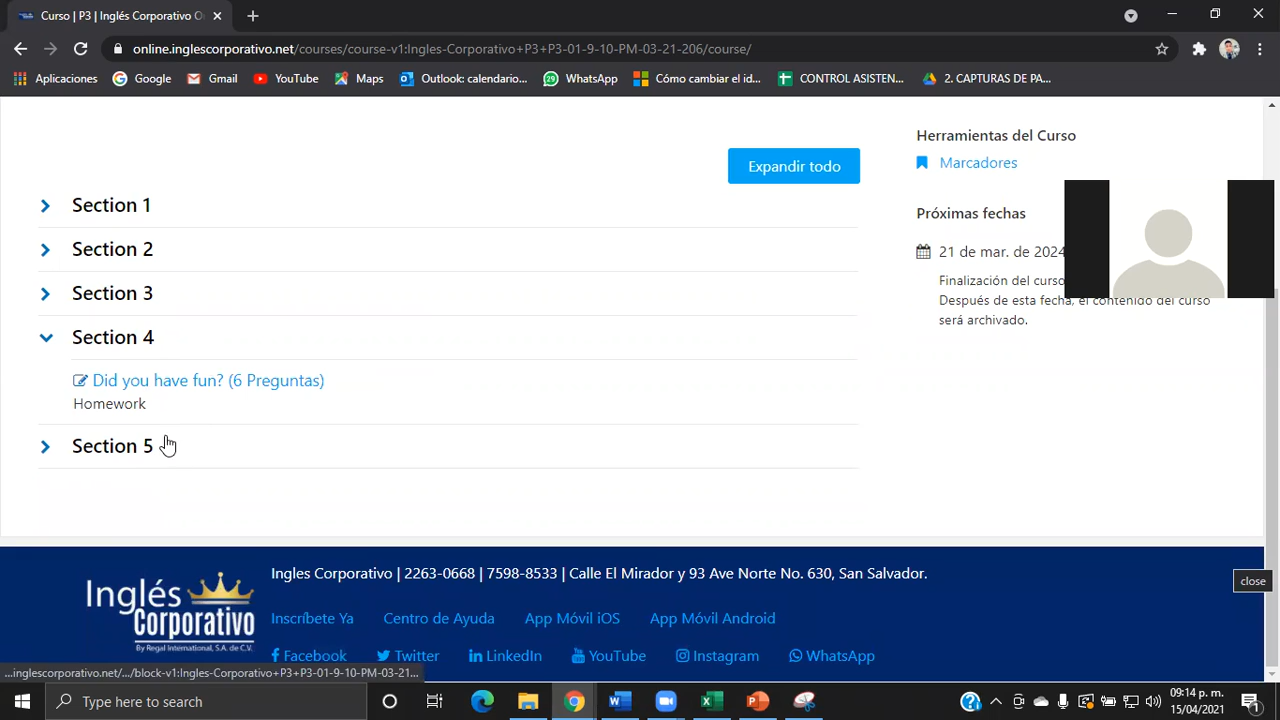 Curso | P3 | Inglés Corporativo O
online.inglescorporativo.net/courses/course-v1:Ingles-Corporativo+P3+P3-01-9-10-PM-03-21-206/course/
Aplicaciones
Google
Gmail
YouTube
Maps
Outlook: calendario...
29
WhatsApp
Cómo cambiar el id...
CONTROL ASISTEN...
2. CAPTURAS DE PA...
Expandir todo
Section 1
Section 2
Section 3
Section 4
Did you have fun? (6 Preguntas)
Homework
Section 5
Herramientas del Curso
Marcadores
Próximas fechas
21 de mar. de 2024
Finalización del curso
Después de esta fecha, el contenido del curso
será archivado.
close
Inglés
Corporativo
By Regal International, S.A. de C.V.
Ingles Corporativo | 2263-0668 | 7598-8533 | Calle El Mirador y 93 Ave Norte No. 630, San Salvador.
Inscríbete Ya
Centro de Ayuda
App Móvil iOS
App Móvil Android
Facebook
Twitter
LinkedIn
YouTube
Instagram
WhatsApp
...inglescorporativo.net/.../block-v1:Ingles-Corporativo+P3+P3-01-9-10-PM-03-21...
Type here to search
09:14 p. m.
15/04/2021
1